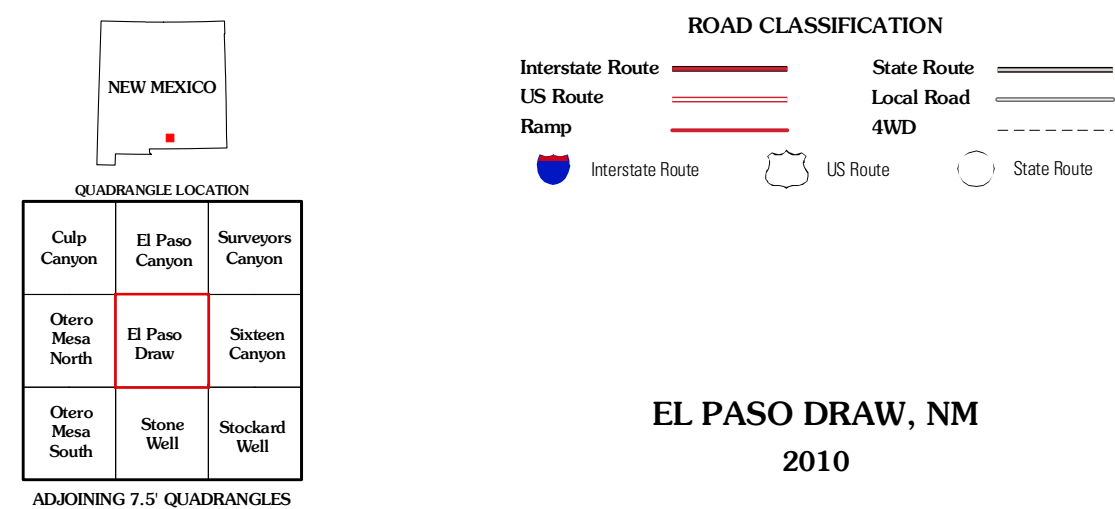 NEW MEXICO
QUADRANGLE LOCATION
Culp
Canyon
El Paso
Canyon
Surveyors
Canyon
Otero
Mesa
North
El Paso
Draw
Sixteen
Canyon
Otero
Mesa
South
Stone
Well
Stockard
Well
ADJOINING 7.5' QUADRANGLES
ROAD CLASSIFICATION
Interstate Route
State Route
US Route
Local Road
Ramp
4WD
Interstate Route
US Route
State Route
EL PASO DRAW, NM
2010